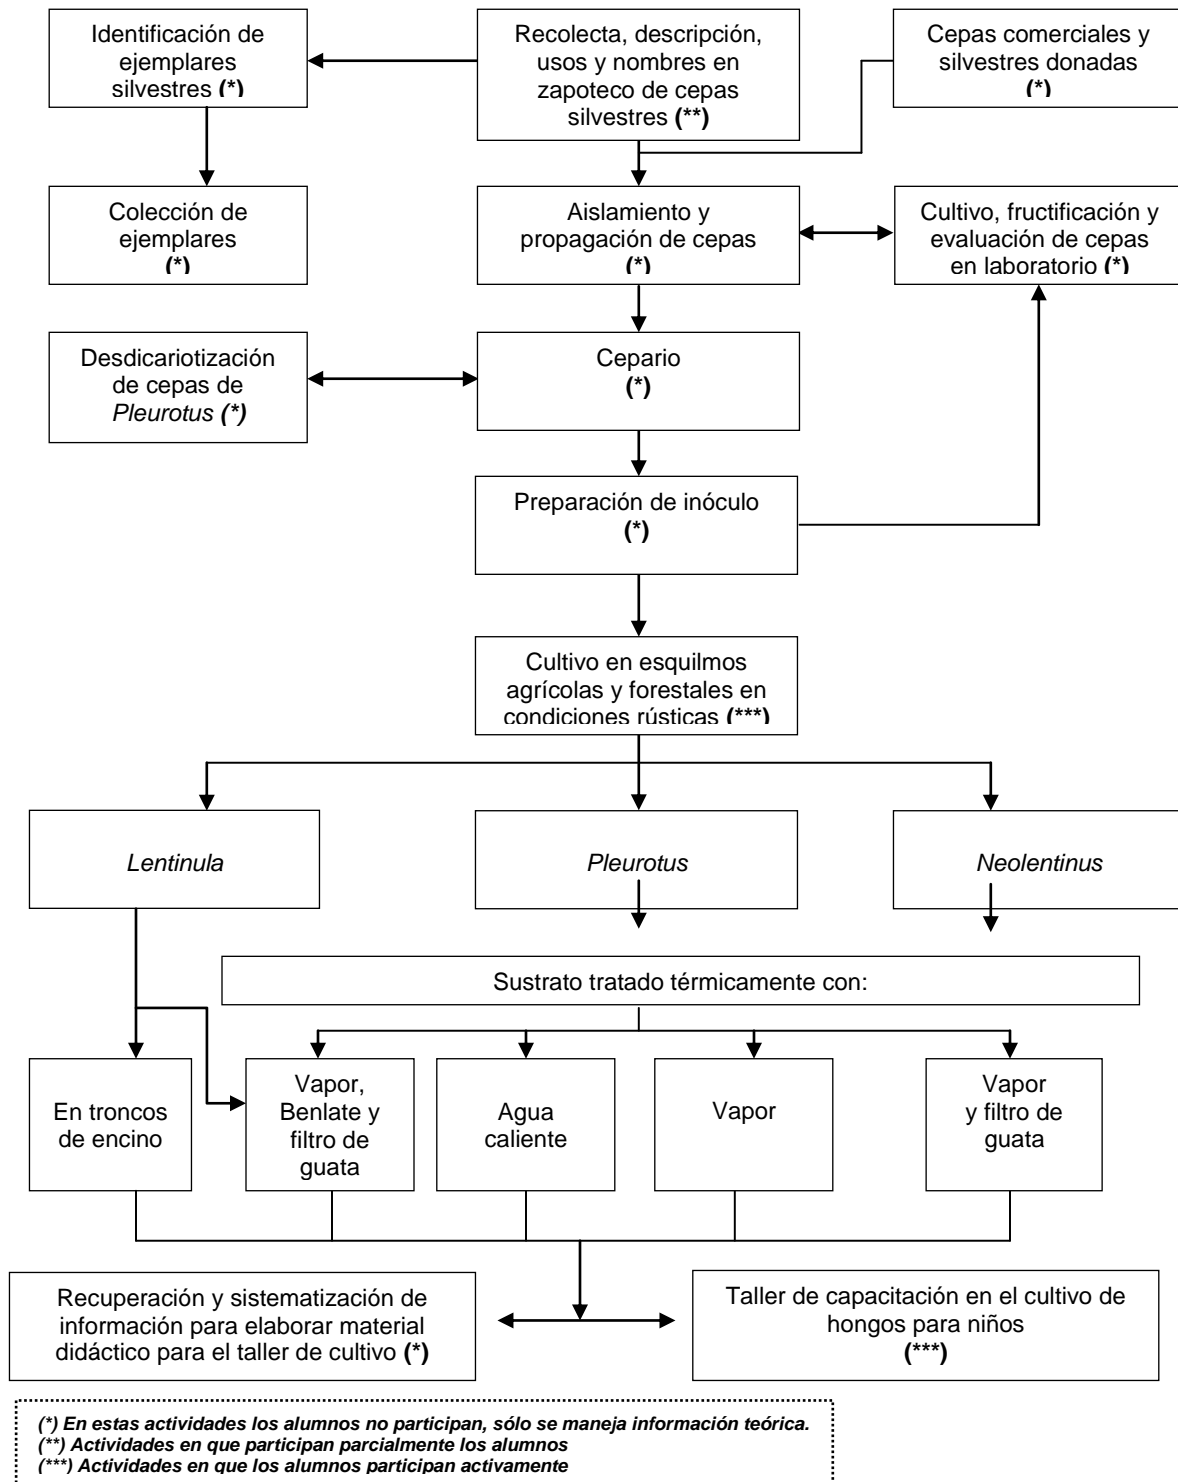 Identificación de
ejemplares
silvestres (*)
Recolecta, descripción,
usos y nombres en
zapoteco de cepas
silvestres (**)
Cepas comerciales y
silvestres donadas
(*)
Colección de
ejemplares
(*)
Aislamiento y
propagación de cepas
(*)
Cultivo, fructificación y
evaluación de cepas
en laboratorio (*)
Desdicariotización
de cepas de
Pleurotus (*)
Cepario
(*)
Preparación de inóculo
(*)
Cultivo en esquilmos
agrícolas y forestales en
condiciones rústicas (***)
Lentinula
Pleurotus
Neolentinus
Sustrato tratado térmicamente con:
En troncos
de encino
Vapor,
Benlate y
filtro de
guata
Agua
caliente
Vapor
Vapor
y filtro de
guata
Recuperación y sistematización de
información para elaborar material
didáctico para el taller de cultivo (*)
Taller de capacitación en el cultivo de
hongos para niños
(***)
(*) En estas actividades los alumnos no participan, sólo se maneja información teórica.
(**) Actividades en que participan parcialmente los alumnos
(***) Actividades en que los alumnos participan activamente